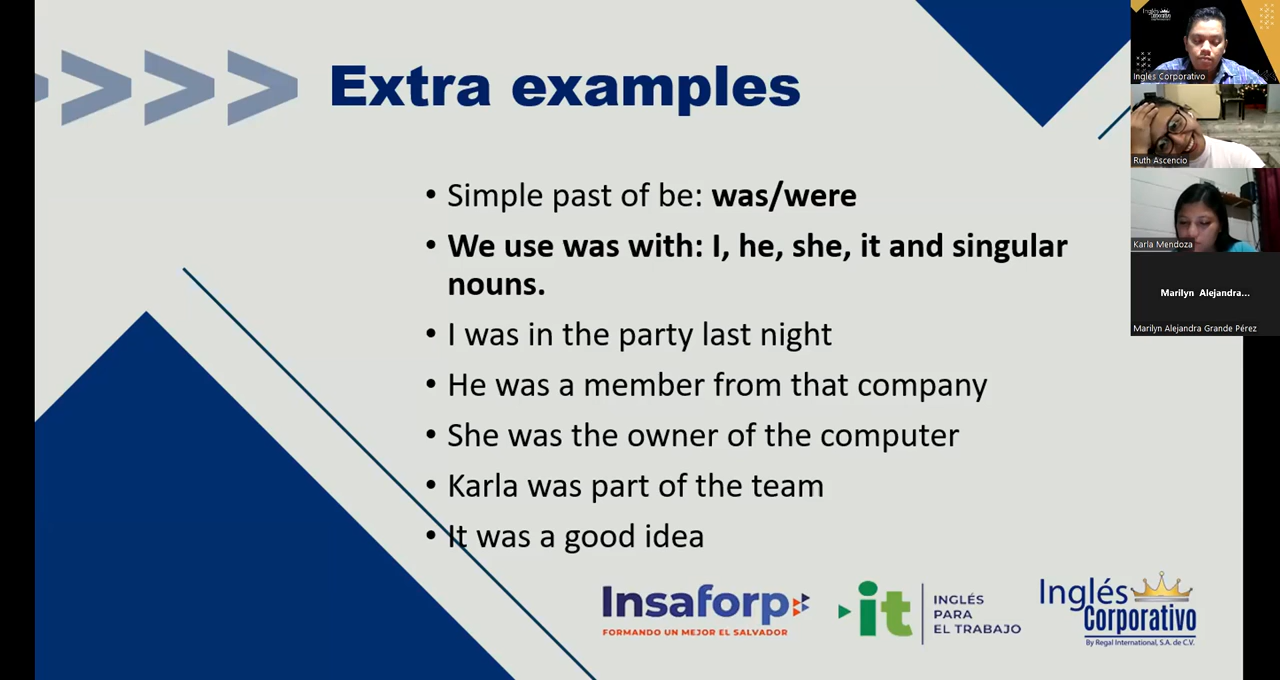 Extra examples
• Simple past of be: was/were
• We use was with: I, he, she, it and singular
nouns.
• I was in the party last night
• He was a member from that company
• She was the owner of the computer
• Karla was part of the team
• It was a good idea
Insaforp
FORMANDO UN MEJOR EL SALVADOR
it
INGLÉS
PARA
EL TRABAJO
Inglés
Corporativo
By Regal International, S.A. de C.V.
Inglés
Corporativo
Inglés Corporativo
Ruth Ascencio
Karla Mendoza
Marilyn Alejandra...
Marilyn Alejandra Grande Pérez